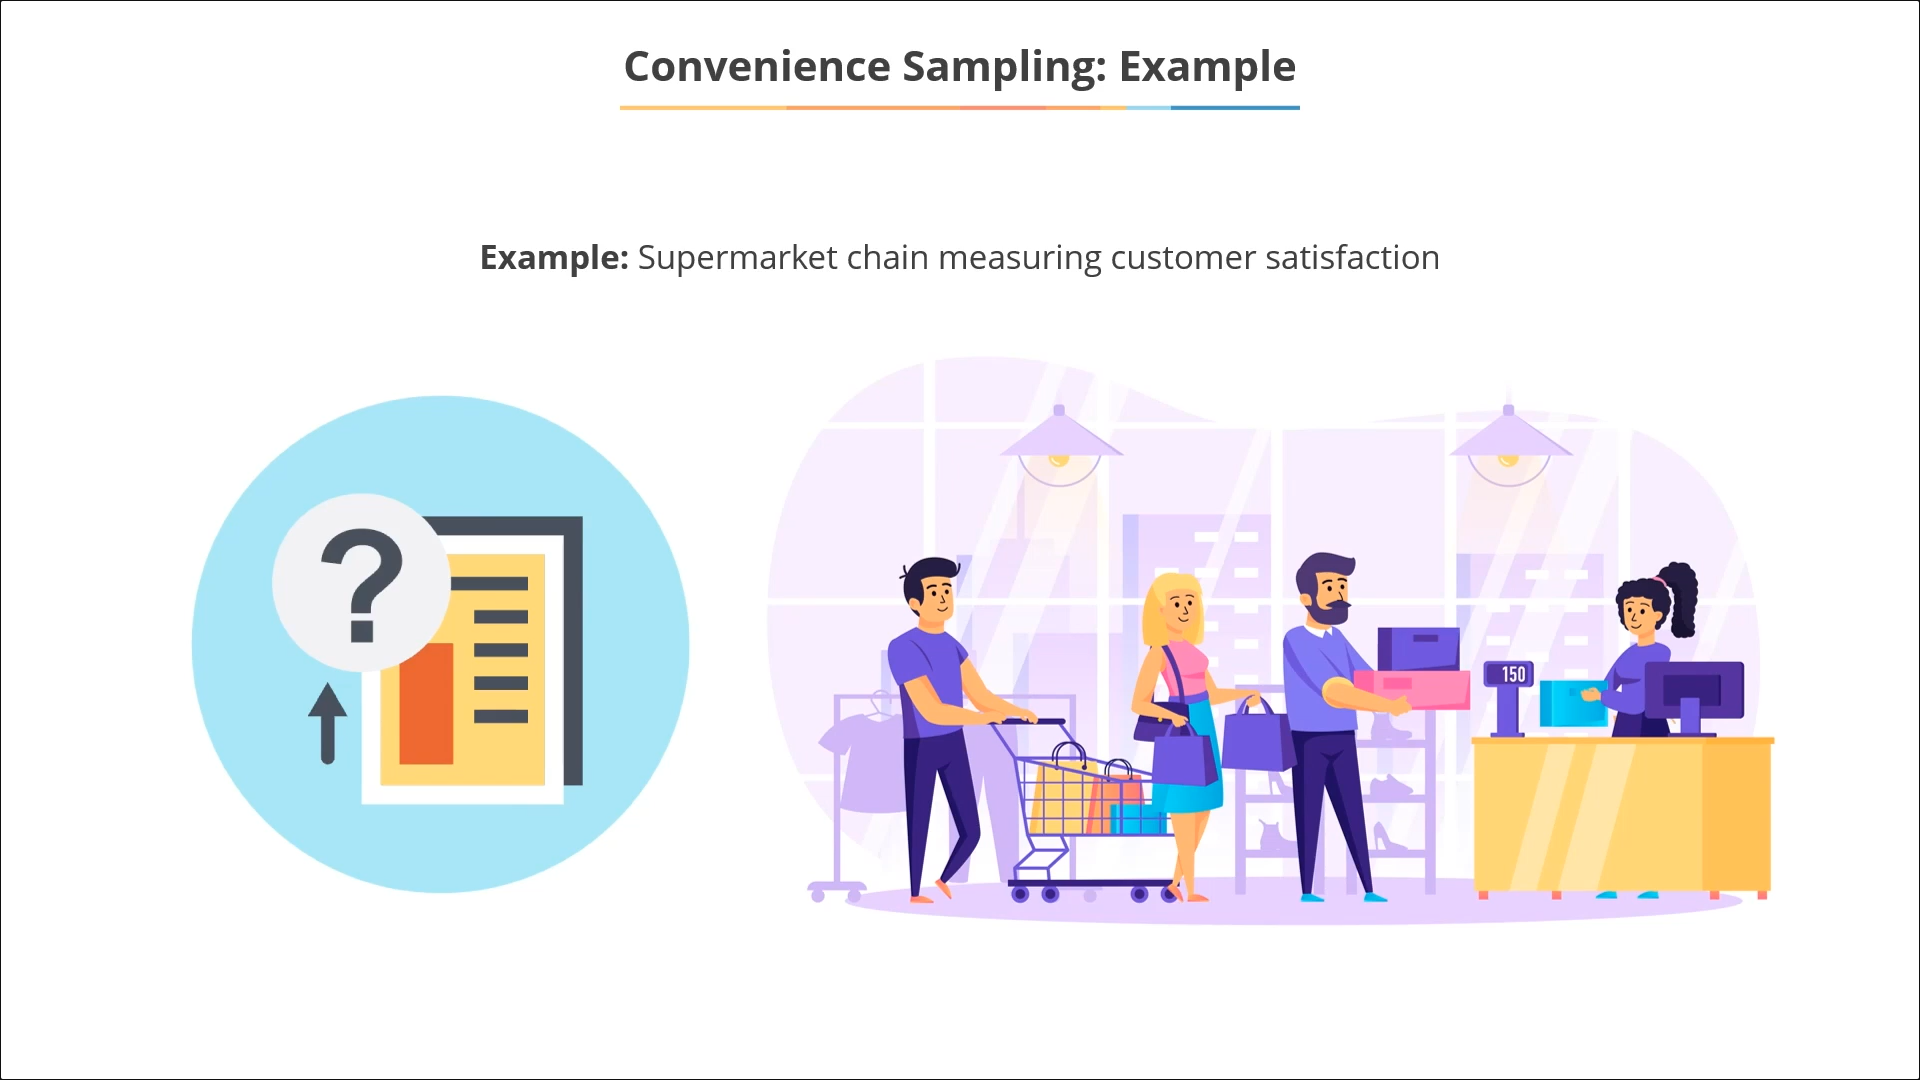 Convenience Sampling: Example
Example: Supermarket chain measuring customer satisfaction
?
150